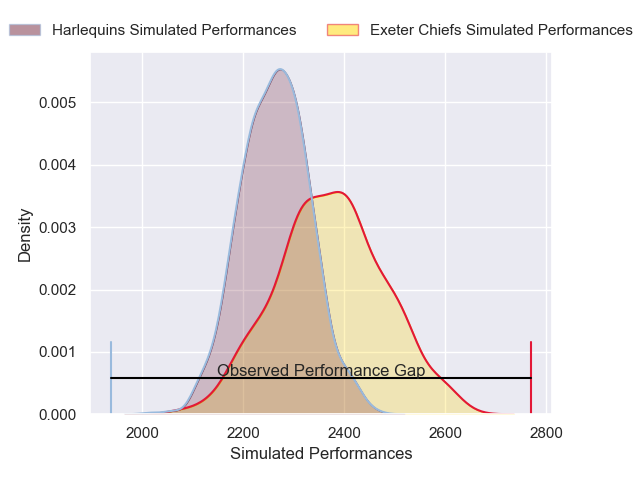 Harlequins Simulated Performances
Exeter Chiefs Simulated Performances
0.005
0.004
0.003
0.002
0.001
0.000
Density
Observed Performance Gap
2000 2200 2400 2600 2800
Simulated Performances